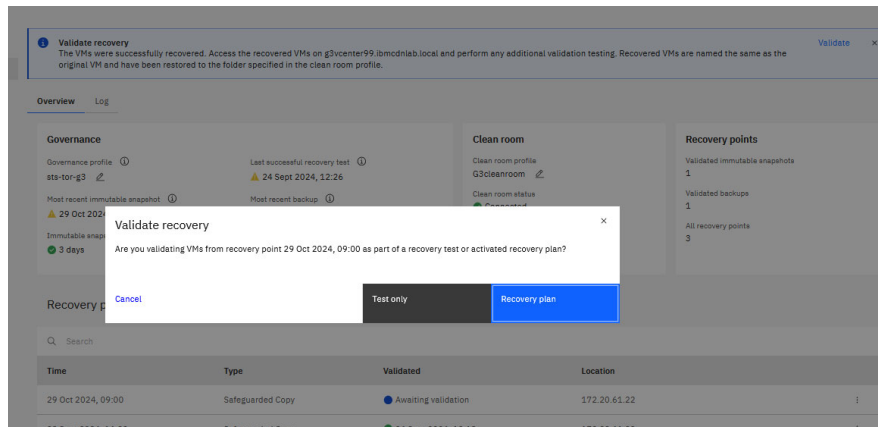 Validate recovery
Validate
The VMs were successfully recovered. Access the recovered VMs on g3vcenter99.ibmcdnlab.local and perform any additional validation testing. Recovered VMs are named the same as the
original VM and have been restored to the folder specified in the clean room profile.
Overview Log
Governance
Governance profile
sts-tor-g3
Last successful recovery test
24 Sept 2024, 12:26
Most recent immutable snapshot
29 Oct 2024
Most recent backup
Immutable snaps
3 days
Clean room
Clean room profile
G3cleanroom
Clean room status
Connected
Recovery points
Validated immutable snapshots
1
Validated backups
1
All recovery points
3
Validate recovery
Are you validating VMs from recovery point 29 Oct 2024, 09:00 as part of a recovery test or activated recovery plan?
Cancel
Test only
Recovery plan
Recovery p
Search
Time Type Validated Location
29 Oct 2024, 09:00 Safeguarded Copy Awaiting validation 172.20.61.22